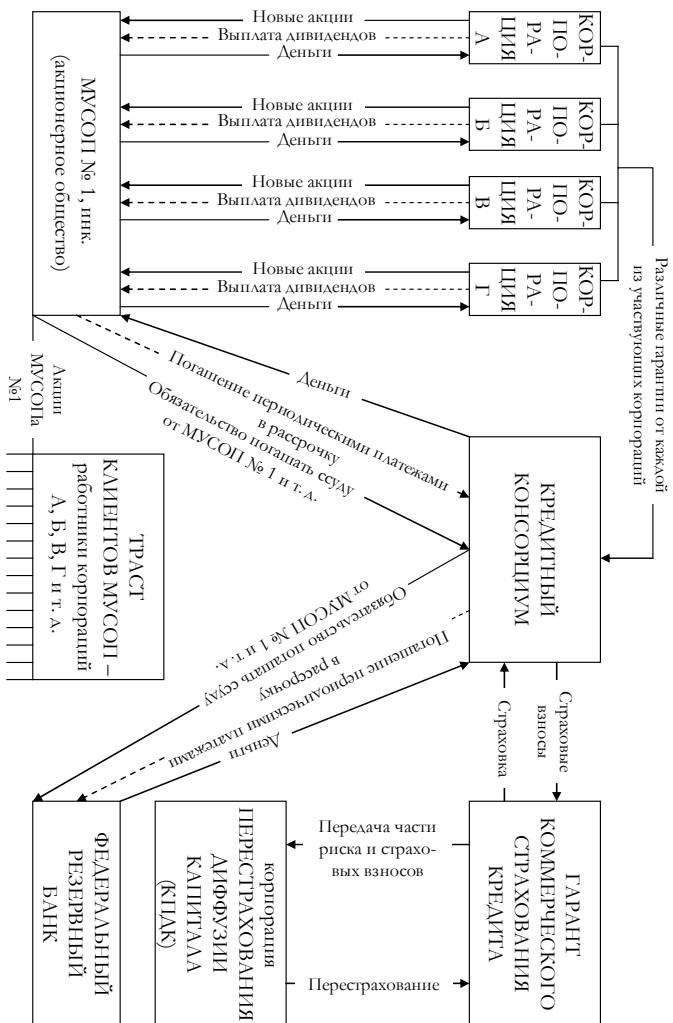 КОР-
ПО-
РА-
ЦИЯ
А
КОР-
ПО-
РА-
ЦИЯ
Б
КОР-
ПО-
РА-
ЦИЯ
В
КОР-
ПО-
РА-
ЦИЯ
Г
Различные гарантии от каждой
из участвующих корпораций
Новые акции
Выплата дивидендов
Деньги
Новые акции
Выплата дивидендов
Деньги
Новые акции
Выплата дивидендов
Деньги
Новые акции
Выплата дивидендов
Деньги
МУСОП № 1, инк.
(акционерное общество)
Деньги
Погашение периодическими платежами
в рассрочку
Обязательство погашать ссуду
от МУСОП № 1 и т. д.
КРЕДИТНЫЙ
КОНСОРЦИУМ
Акции
МУСОПа
№1
ТРАСТ
КЛИЕНТОВ МУСОП –
работники корпораций
А, Б, В, Г и т. д.
Обязательство погашать ссуду
от МУСОП № 1 и т. д.
Погашение периодическими платежами
в рассрочку
Деньги
Страховые
взносы
Страховка
ГАРАНТ
КОММЕРЧЕСКОГО
СТРАХОВАНИЯ
КРЕДИТА
Передача части
риска и страхо-
вых взносов
Перестрахование
корпорация
ПЕРЕСТРАХОВАНИЯ
ДИФФУЗИИ
КАПИТАЛА
(КПДК)
ФЕДЕРАЛЬНЫЙ
РЕЗЕРВНЫЙ
БАНК